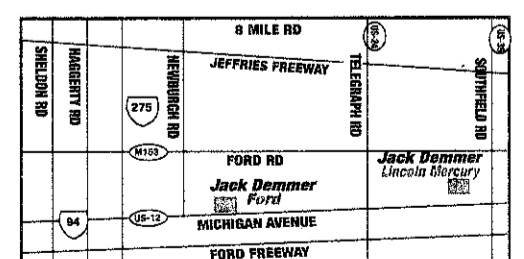 8 MILE RD
US-24
US-39
JEFFRIES FREEWAY
SHELDON RD
HAGGERTY RD
NEWBURGH RD
TELEGRAPH RD
SOUTHFIELD RD
275
M153
FORD RD
Jack Demmer
Lincoln Mercury
Jack Demmer
Ford
94
US-12
MICHIGAN AVENUE
FORD FREEWAY